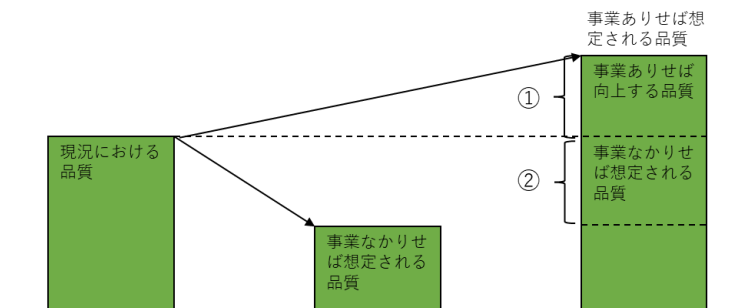 事業ありせば想
定される品質
事業ありせば
向上する品質
①
現況における
品質
事業なかりせ
ば想定される
品質
②
事業なかりせ
ば想定される
品質